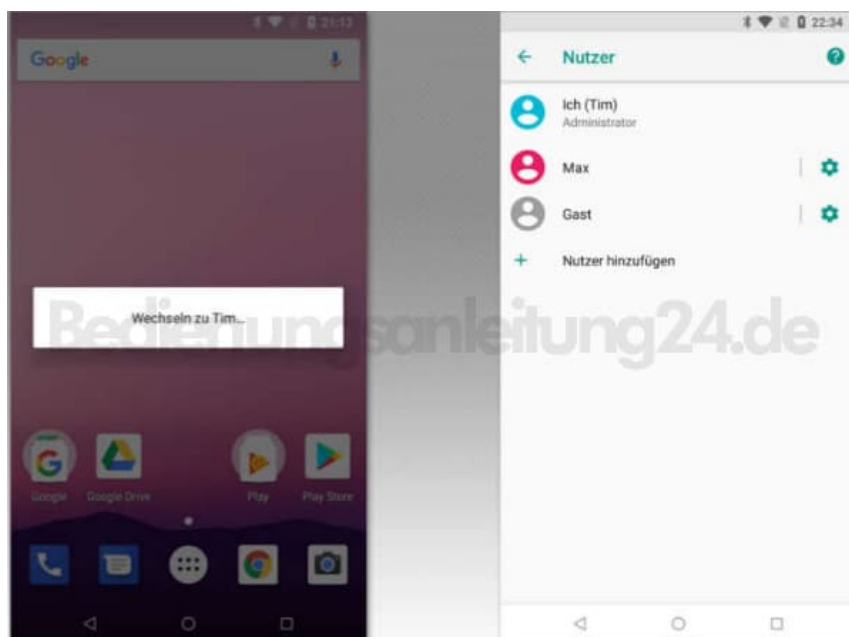 21:13
Google
Wechseln zu Tim...
Google
Google Drive
Play
Play Store
22:34
Nutzer
?
Ich (Tim)
Administrator
Max
Gast
+ Nutzer hinzufügen
Bedienungsanleitung24.de